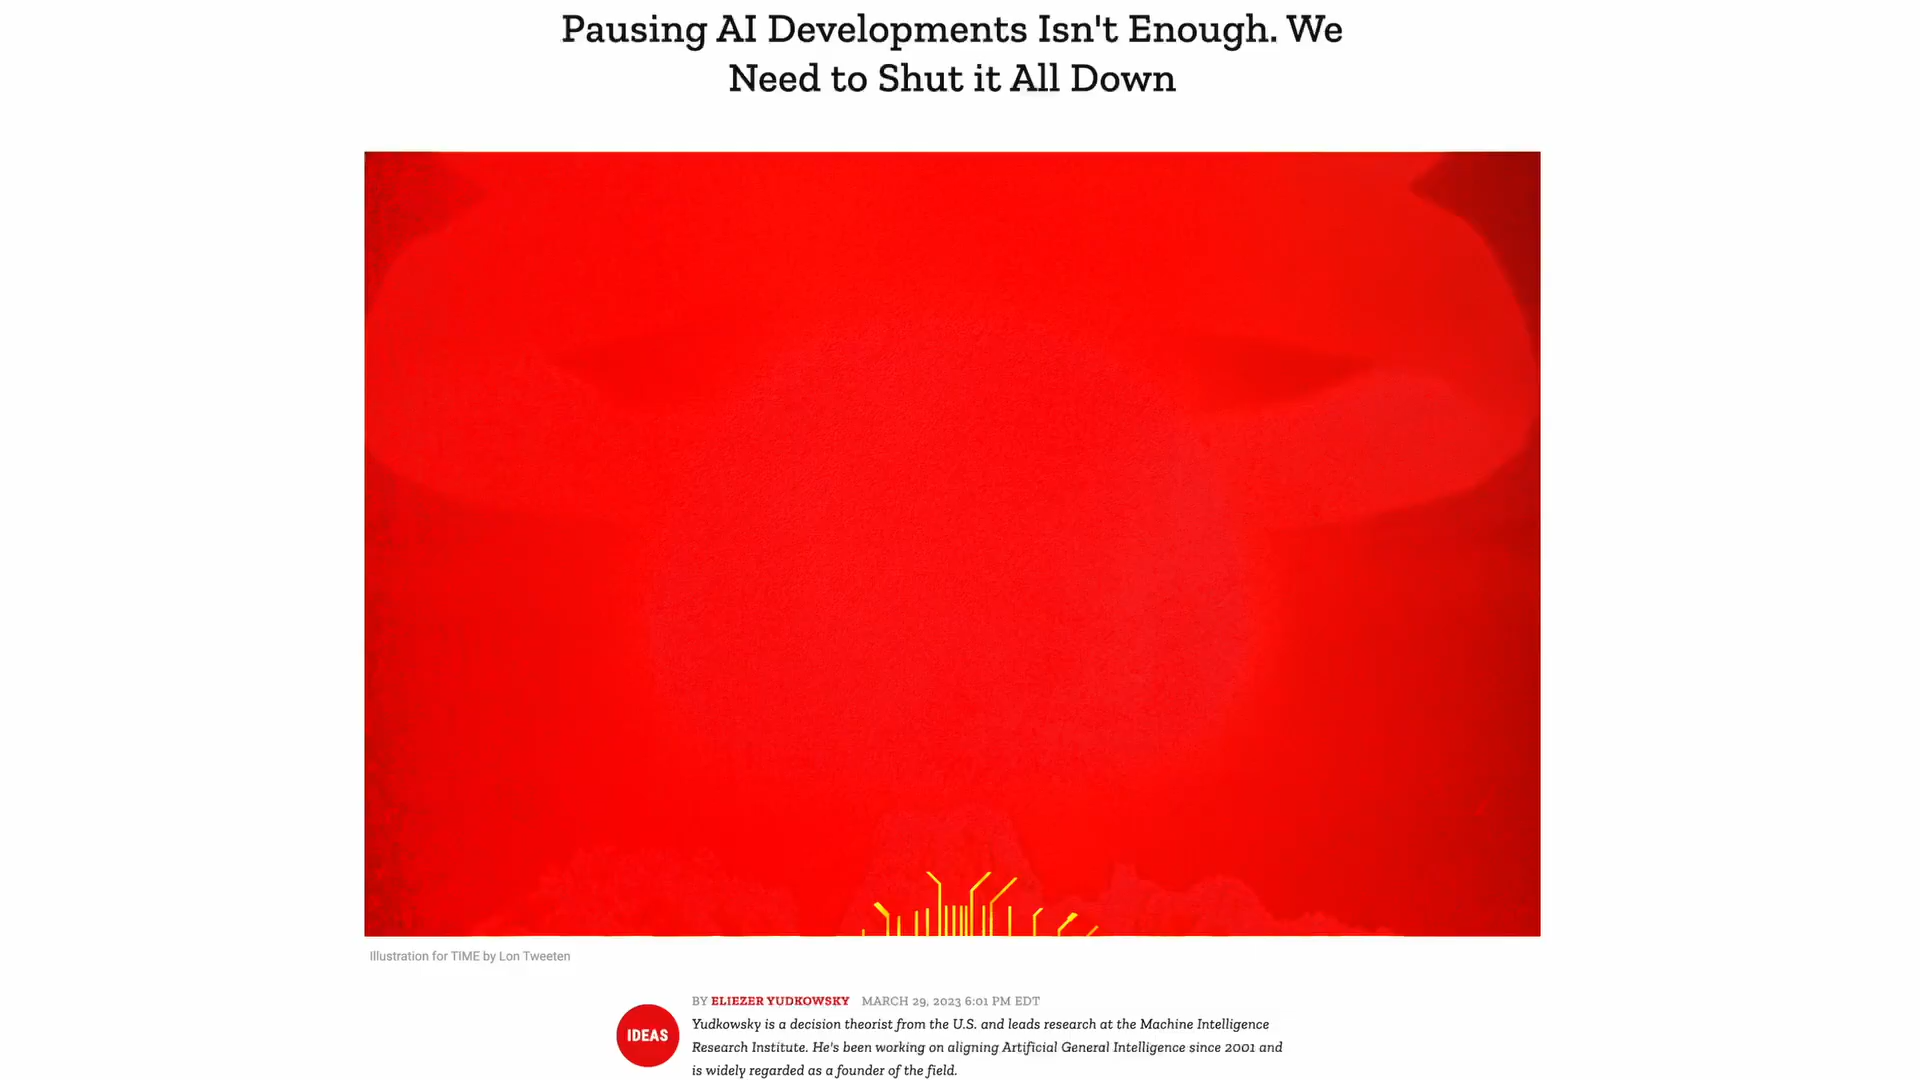 Pausing AI Developments Isn't Enough. We
Need to Shut it All Down
Illustration for TIME by Lon Tweeten
BY ELIEZER YUDKOWSKY MARCH 29, 2023 6:01 PM EDT
IDEAS
Yudkowsky is a decision theorist from the U.S. and leads research at the Machine Intelligence
Research Institute. He's been working on aligning Artificial General Intelligence since 2001 and
is widely regarded as a founder of the field.